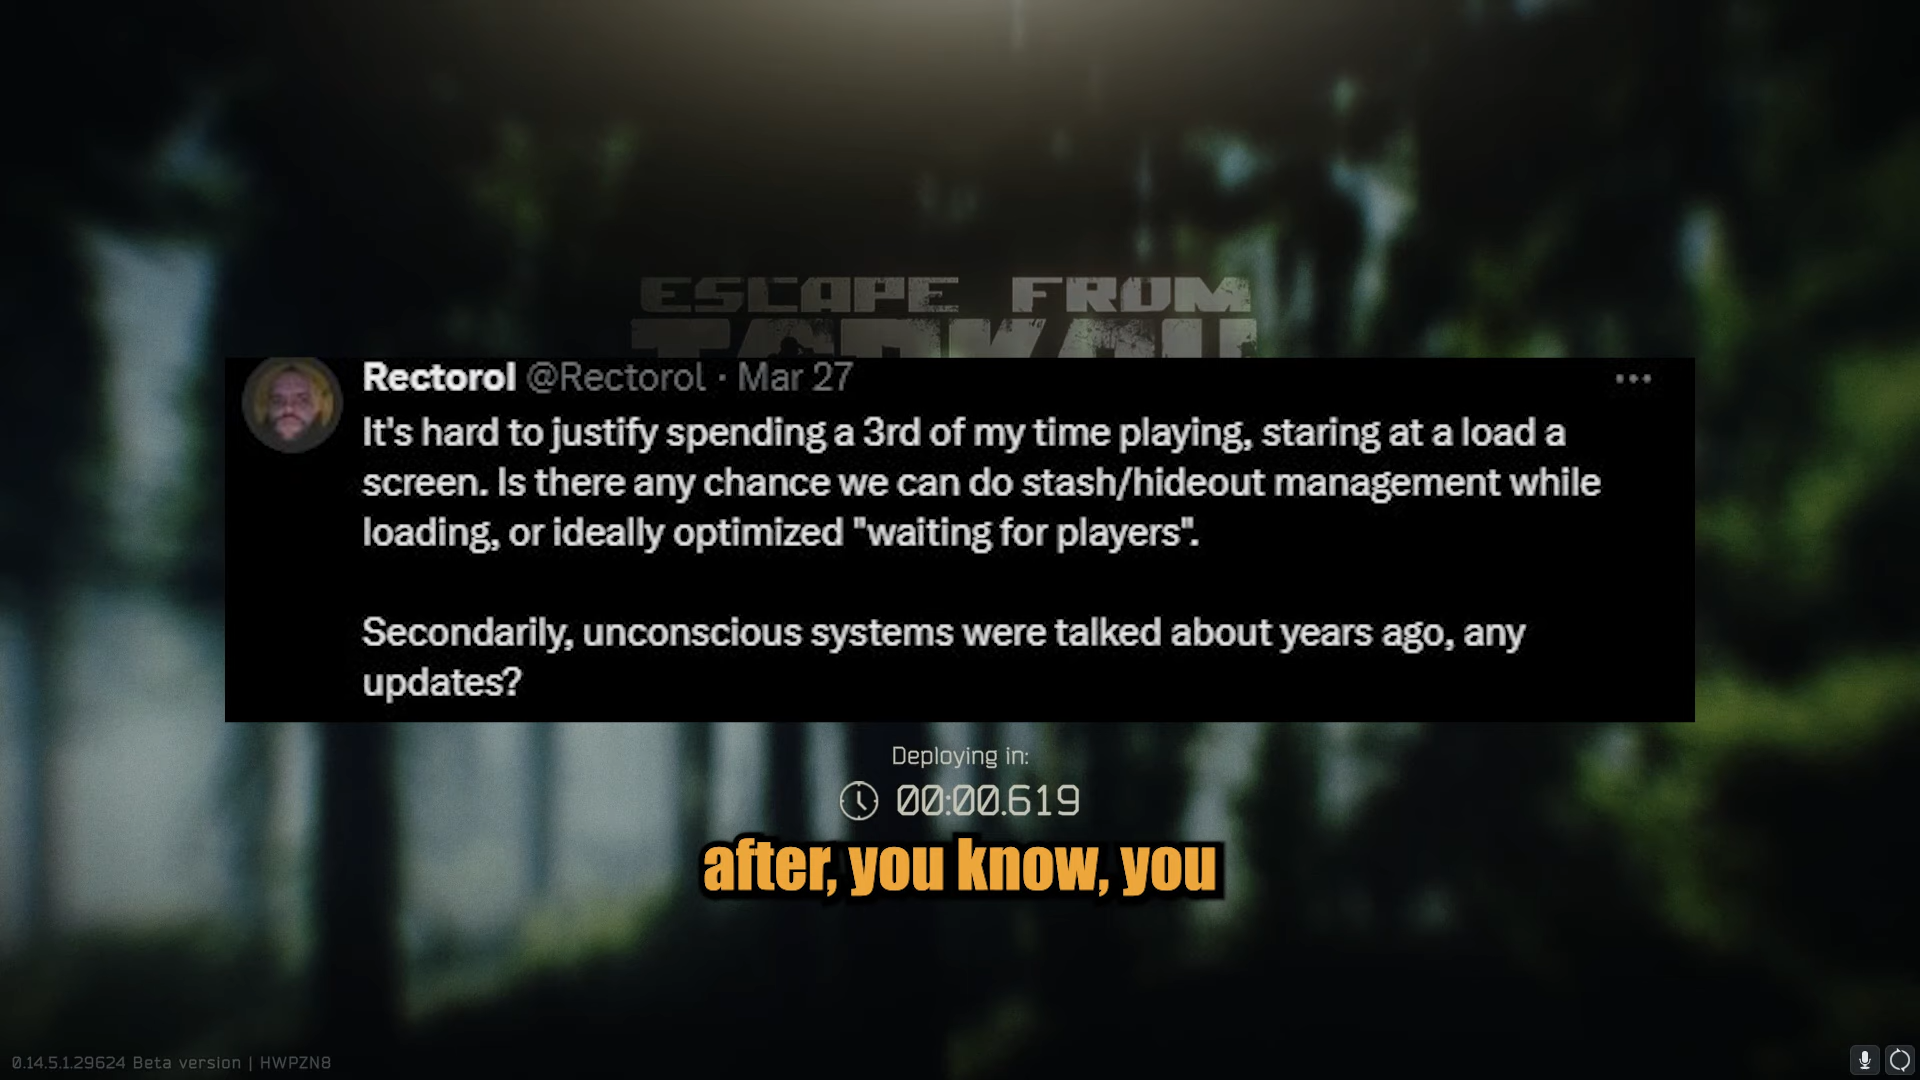 ESCAPE FROM
TARKOV
Rectorol @Rectorol · Mar 27
It's hard to justify spending a 3rd of my time playing, staring at a load a
screen. Is there any chance we can do stash/hideout management while
loading, or ideally optimized "waiting for players".
Secondarily, unconscious systems were talked about years ago, any
updates?
Deploying in:
00:00.619
after, you know, you
0.14.5.1.29624 Beta version | HWPZN8